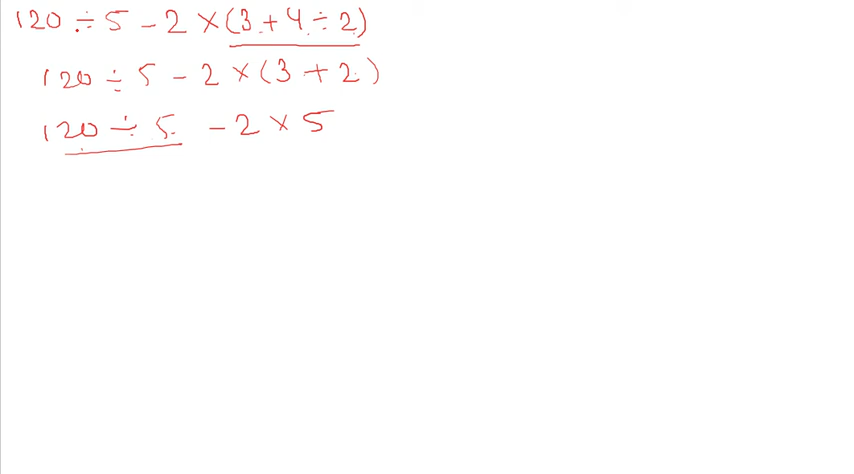 120 ÷ 5 - 2 × (3 + 4 ÷ 2)
120 ÷ 5 - 2 × (3 + 2)
120 ÷ 5 - 2 × 5